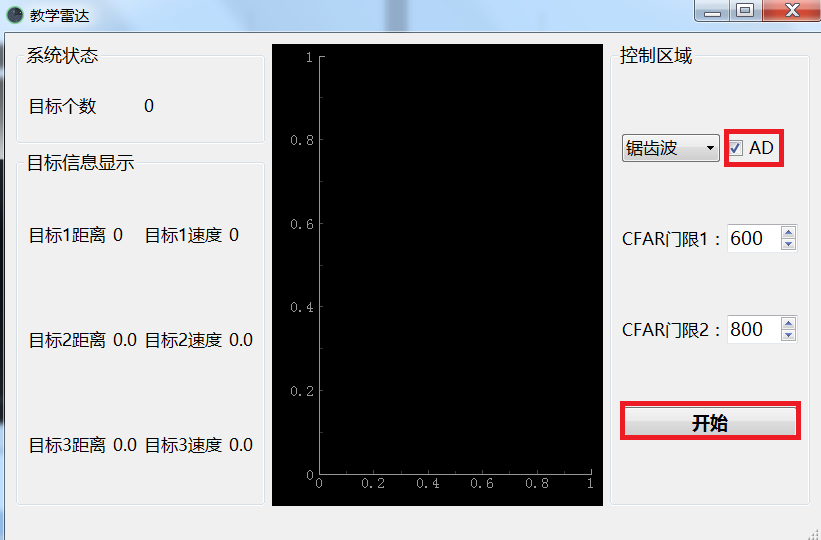 教学雷达
系统状态
目标个数 0
目标信息显示
目标1距离 0 目标1速度 0
目标2距离 0.0 目标2速度 0.0
目标3距离 0.0 目标3速度 0.0
1
0.8
0.6
0.4
0.2
0
0 0.2 0.4 0.6 0.8 1
控制区域
锯齿波 AD
CFAR门限1：600
CFAR门限2：800
开始